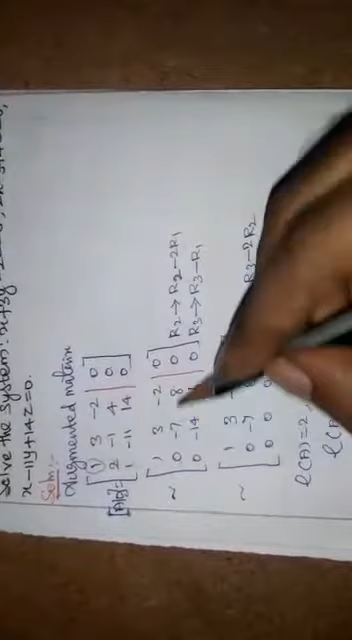 Solve the system: x+3y-2z=0,
x-11y+14z=0.
Soln:-
Augmented matrix
[A|B]= [1 3 -2 | 0
2 -1 4 | 0
1 -11 14 | 0]
~ [1 3 -2 | 0
0 -7 8 | 0] R2→R2-2R1
0 -14 | 0] R3→R3-R1
~ [1 3
0 -7
0 0 0 R3-2R2
ρ(A)=2,
ρ(A